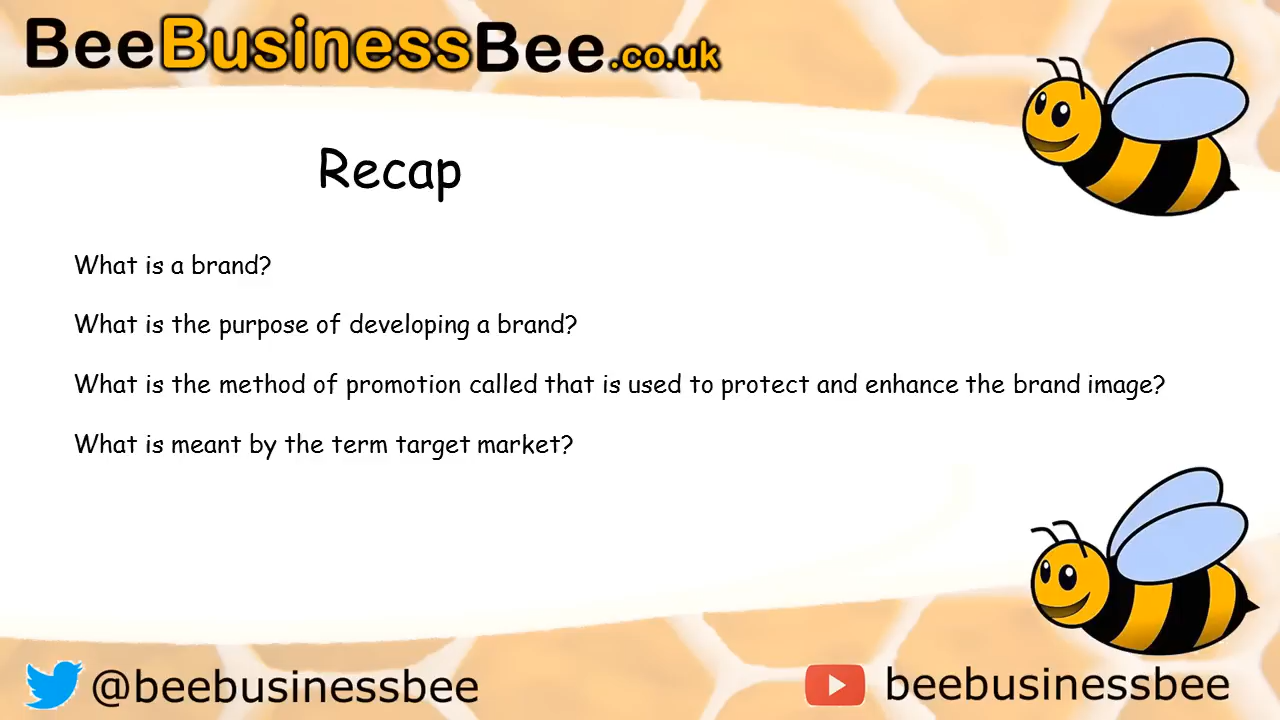 BeeBusinessBee.co.uk
Recap
What is a brand?
What is the purpose of developing a brand?
What is the method of promotion called that is used to protect and enhance the brand image?
What is meant by the term target market?
@beebusinessbee
beebusinessbee